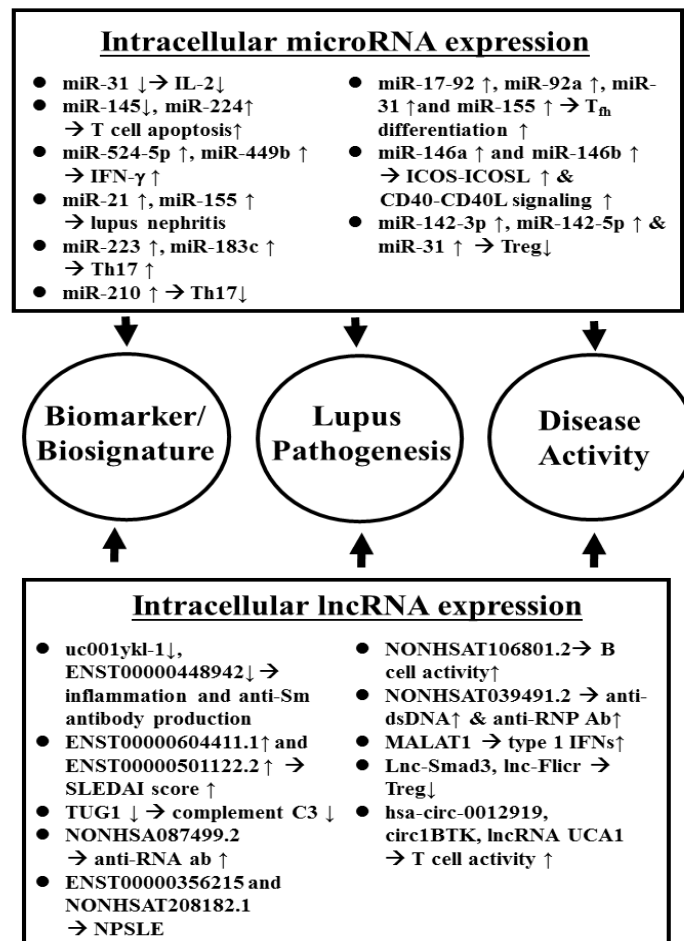 Intracellular microRNA expression
● miR-31 ↓→ IL-2↓
● miR-145↓, miR-224↑
→ T cell apoptosis↑
● miR-524-5p ↑, miR-449b ↑
→ IFN-γ ↑
● miR-21 ↑, miR-155 ↑
→ lupus nephritis
● miR-223 ↑, miR-183c ↑
→ Th17 ↑
● miR-210 ↑ → Th17↓
● miR-17-92 ↑, miR-92a ↑, miR-
31 ↑and miR-155 ↑ → Tfh
differentiation ↑
● miR-146a ↑ and miR-146b ↑
→ ICOS-ICOSL ↑ &
CD40-CD40L signaling ↑
● miR-142-3p ↑, miR-142-5p ↑ &
miR-31 ↑ → Treg↓
Biomarker/
Biosignature
Lupus
Pathogenesis
Disease
Activity
Intracellular lncRNA expression
● uc001ykl-1↓,
ENST00000448942↓ →
inflammation and anti-Sm
antibody production
● ENST00000604411.1↑ and
ENST00000501122.2 ↑ →
SLEDAI score ↑
● TUG1 ↓ → complement C3 ↓
● NONHSA087499.2
→ anti-RNA ab ↑
● ENST00000356215 and
NONHSAT208182.1
→ NPSLE
● NONHSAT106801.2→ B
cell activity↑
● NONHSAT039491.2 → anti-
dsDNA↑ & anti-RNP Ab↑
● MALAT1 → type 1 IFNs↑
● Lnc-Smad3, lnc-Flicr →
Treg↓
● hsa-circ-0012919,
circ1BTK, lncRNA UCA1
→ T cell activity ↑